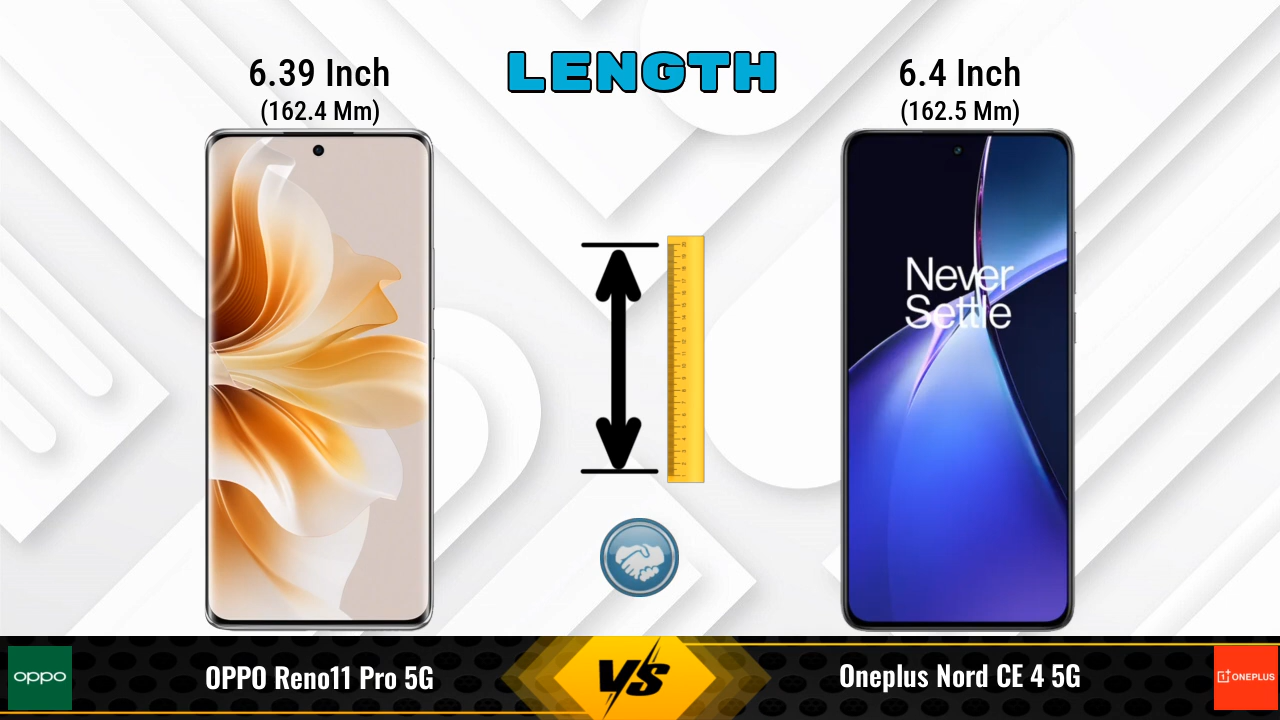 LENGTH
6.39 Inch
(162.4 Mm)
6.4 Inch
(162.5 Mm)
Never
Settle
oppo
OPPO Reno11 Pro 5G
VS
Oneplus Nord CE 4 5G
ONEPLUS